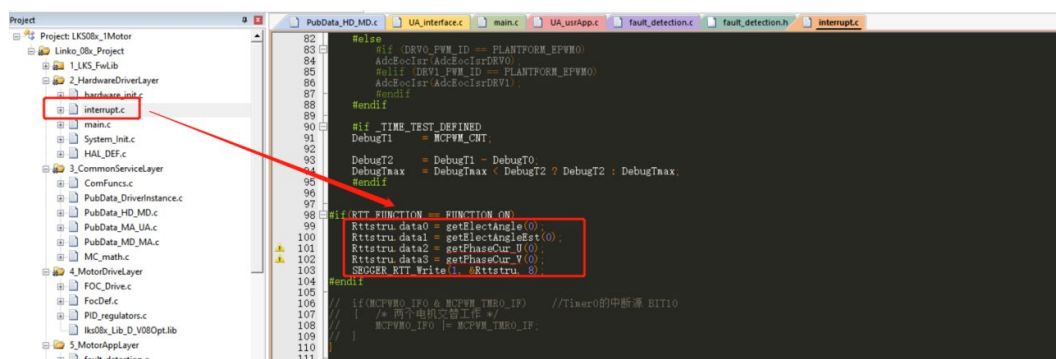 Project
Project: LKS08x_1Motor
Linko_08x_Project
1_LKS_FwLib
2_HardwareDriverLayer
hardware_init.c
interrupt.c
main.c
System_Init.c
HAL_DEF.c
3_CommonServiceLayer
ComFuncs.c
PubData_DriverInstance.c
PubData_HD_MD.c
PubData_MA_UA.c
PubData_MD_MA.c
MC_math.c
4_MotorDriveLayer
FOC_Drive.c
FocDef.c
PID_regulators.c
lks08x_Lib_D_V08Opt.lib
5_MotorAppLayer
fault_detection.c
PubData_HD_MD.c UA_interface.c main.c UA_usrApp.c fault_detection.c fault_detection.h interrupt.c
82 #else
83 #if (DRV0_PWM_ID == PLANTFORM_EPWM0)
84 AdcEocIsr(AdcEocIsrDRV0);
85 #elif (DRV1_PWM_ID == PLANTFORM_EPWM0)
86 AdcEocIsr(AdcEocIsrDRV1);
87 #endif
88 #endif
89
90 #if _TIME_TEST_DEFINED
91 DebugT1 = MCPWM_CNT;
92
93 DebugT2 = DebugT1 - DebugT0;
94 DebugTmax = DebugTmax < DebugT2 ? DebugT2 : DebugTmax;
95 #endif
96
97
98 #if(RTT_FUNCTION == FUNCTION_ON)
99 Rttstru.data0 = getElectAngle(0);
100 Rttstru.data1 = getElectAngleEst(0);
101 Rttstru.data2 = getPhaseCur_U(0);
102 Rttstru.data3 = getPhaseCur_V(0);
103 SEGGER_RTT_Write(1, &Rttstru, 8);
104 #endif
105
106 // if(MCPWM0_IF0 & MCPWM_TMR0_IF) //Timer0的中断源 BIT10
107 // { /* 两个电机交替工作 */
108 // MCPWM0_IF0 |= MCPWM_TMR0_IF;
109 // }
110 }
111